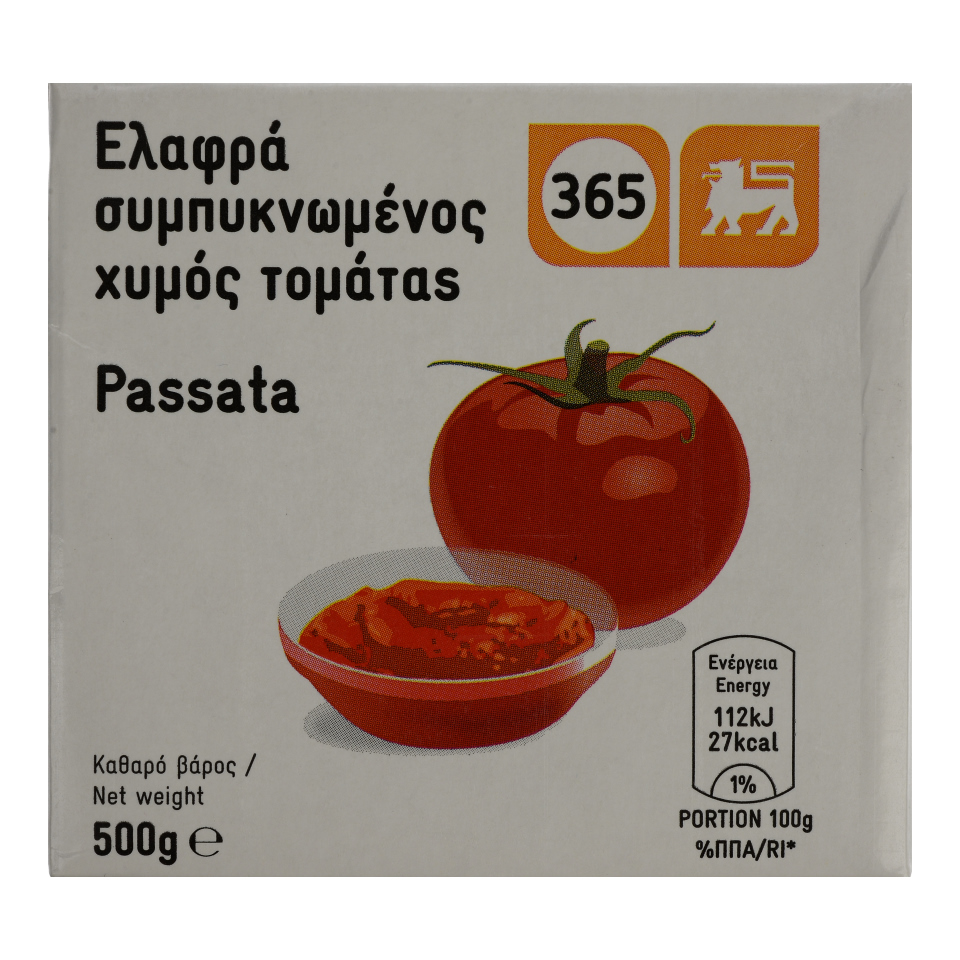 Ελαφρά
συμπυκνωμένος
χυμός τομάτας
Passata
365
Ενέργεια
Energy
112kJ
27kcal
1%
PORTION 100g
%ΠΠΑ/RI*
Καθαρό βάρος /
Net weight
500g ℮